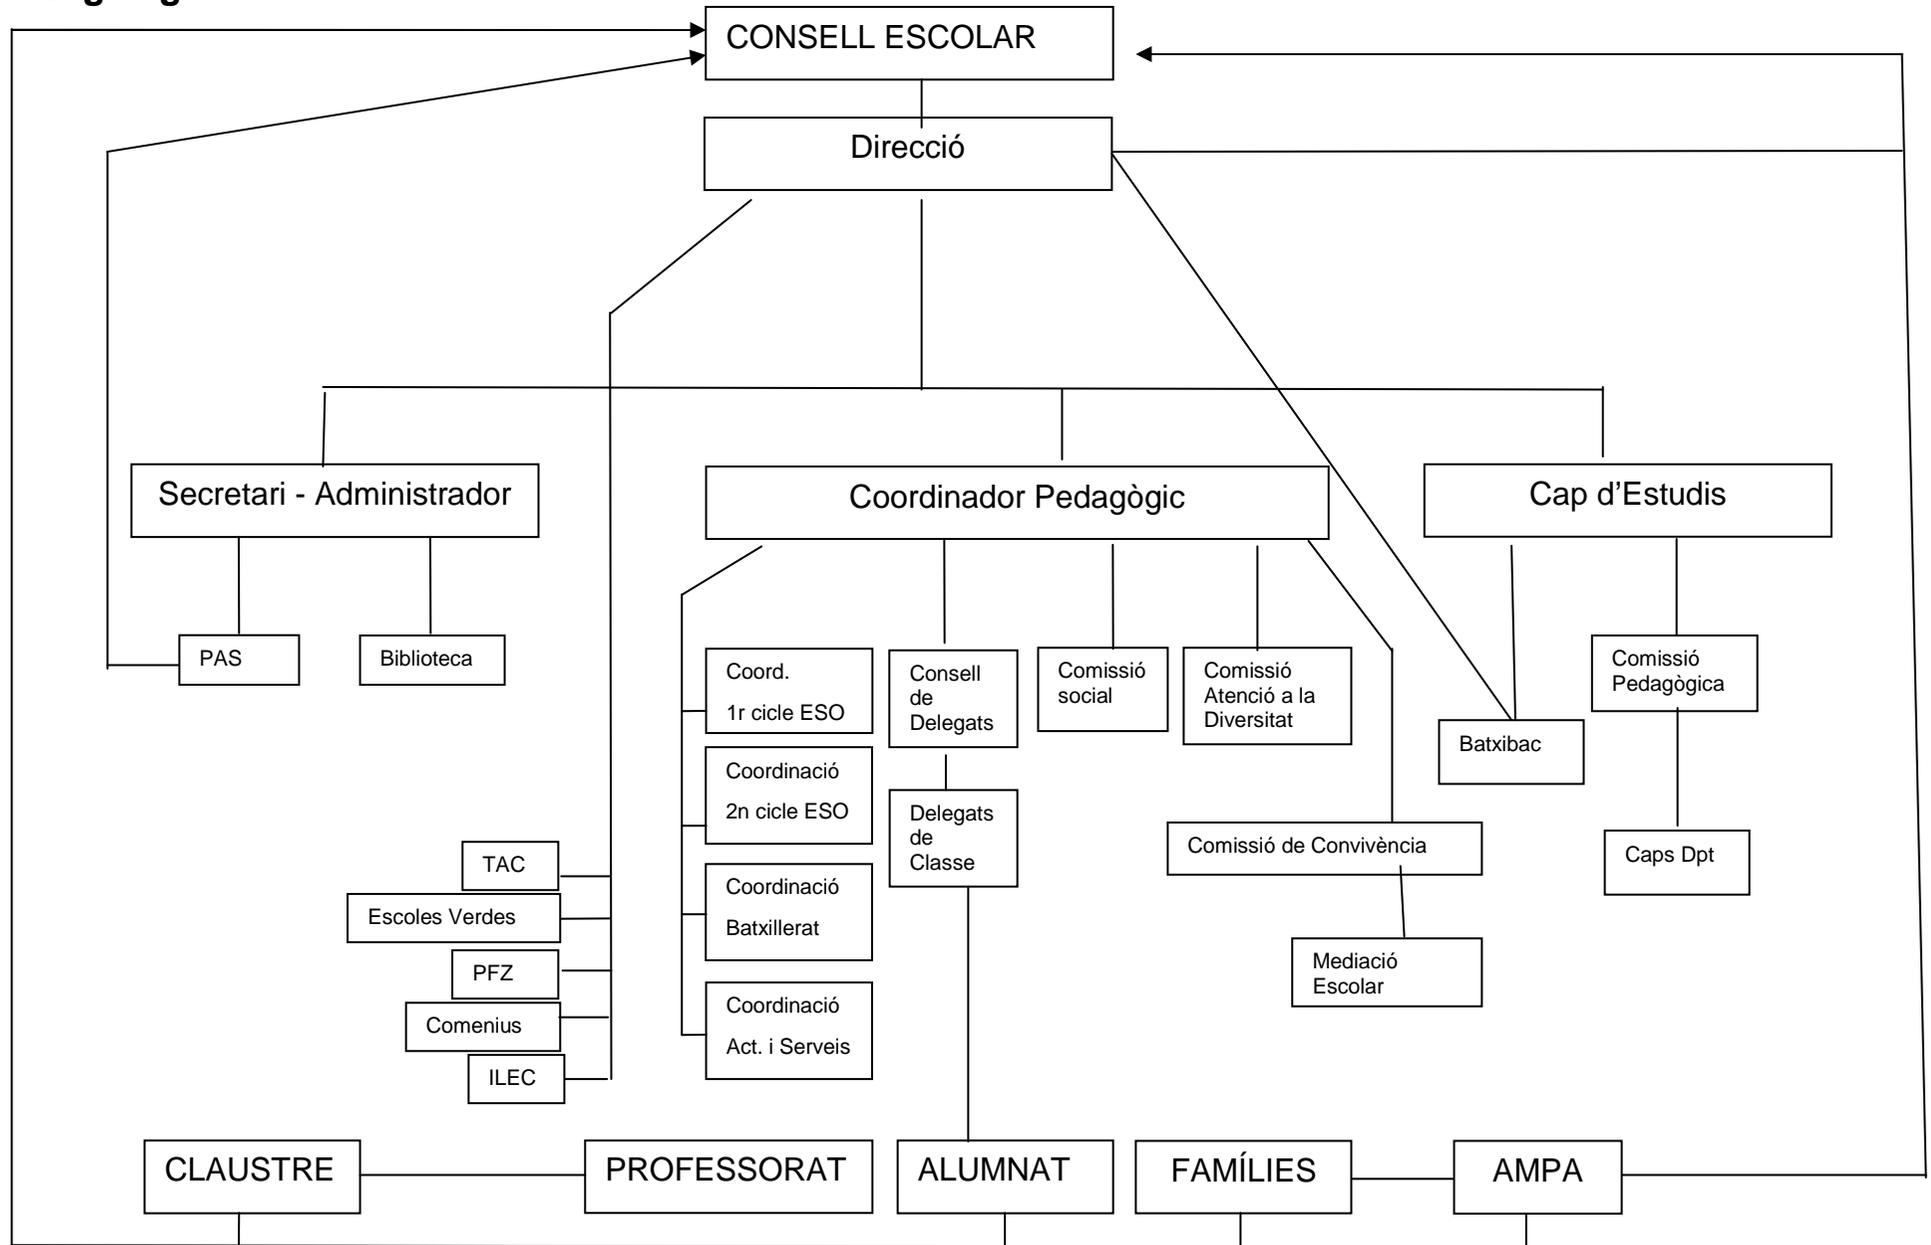 CONSELL ESCOLAR
Direcció
Secretari - Administrador
Coordinador Pedagògic
Cap d’Estudis
PAS
Biblioteca
Coord.
1r cicle ESO
Consell
de
Delegats
Comissió
social
Comissió
Atenció a la
Diversitat
Comissió
Pedagògica
Batxibac
Coordinació
2n cicle ESO
Delegats
de
Classe
Comissió de Convivència
Caps Dpt
TAC
Escoles Verdes
PFZ
Comenius
ILEC
Coordinació
Batxillerat
Mediació
Escolar
Coordinació
Act. i Serveis
CLAUSTRE
PROFESSORAT
ALUMNAT
FAMÍLIES
AMPA